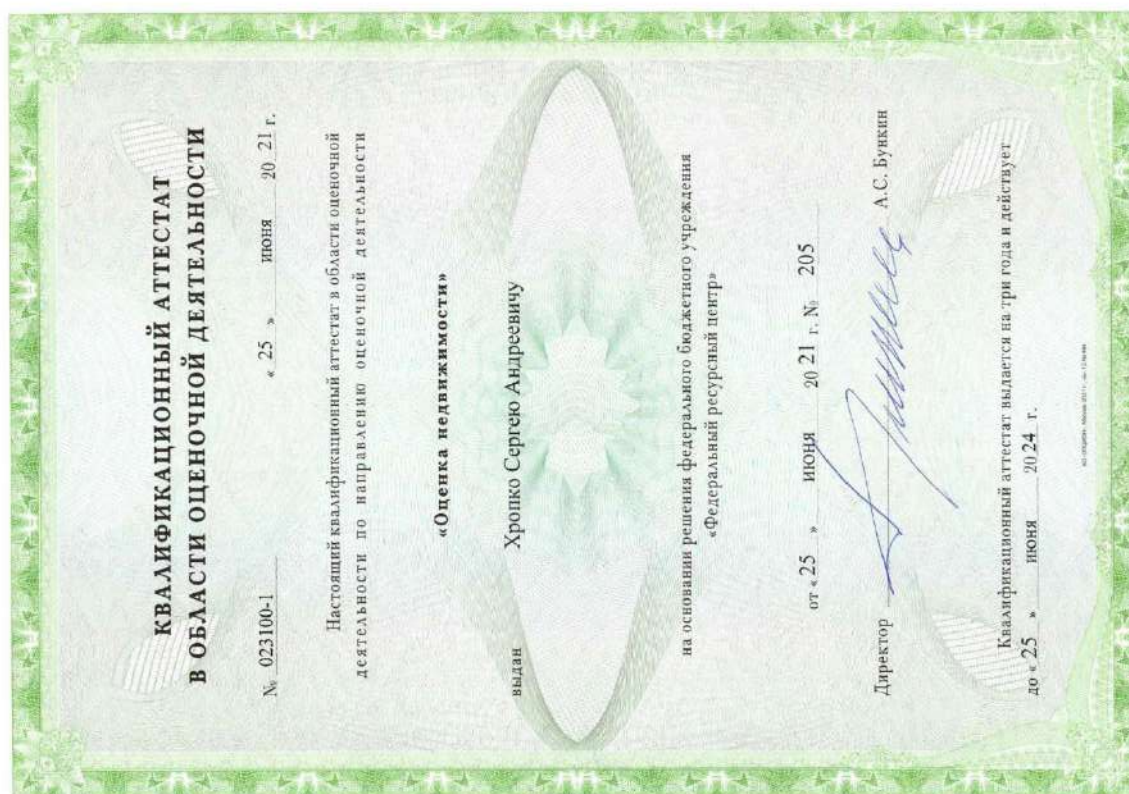 КВАЛИФИКАЦИОННЫЙ АТТЕСТАТ
В ОБЛАСТИ ОЦЕНОЧНОЙ ДЕЯТЕЛЬНОСТИ
№ 023100-1 « 25 » июня 20 21 г.
Настоящий квалификационный аттестат в области оценочной
деятельности по направлению оценочной деятельности
«Оценка недвижимости»
выдан Хропко Сергею Андреевичу
на основании решения федерального бюджетного учреждения
«Федеральный ресурсный центр»
от « 25 » июня 20 21 г. № 205
Директор А.С. Бункин
Квалификационный аттестат выдается на три года и действует
до « 25 » июня 20 24 г.